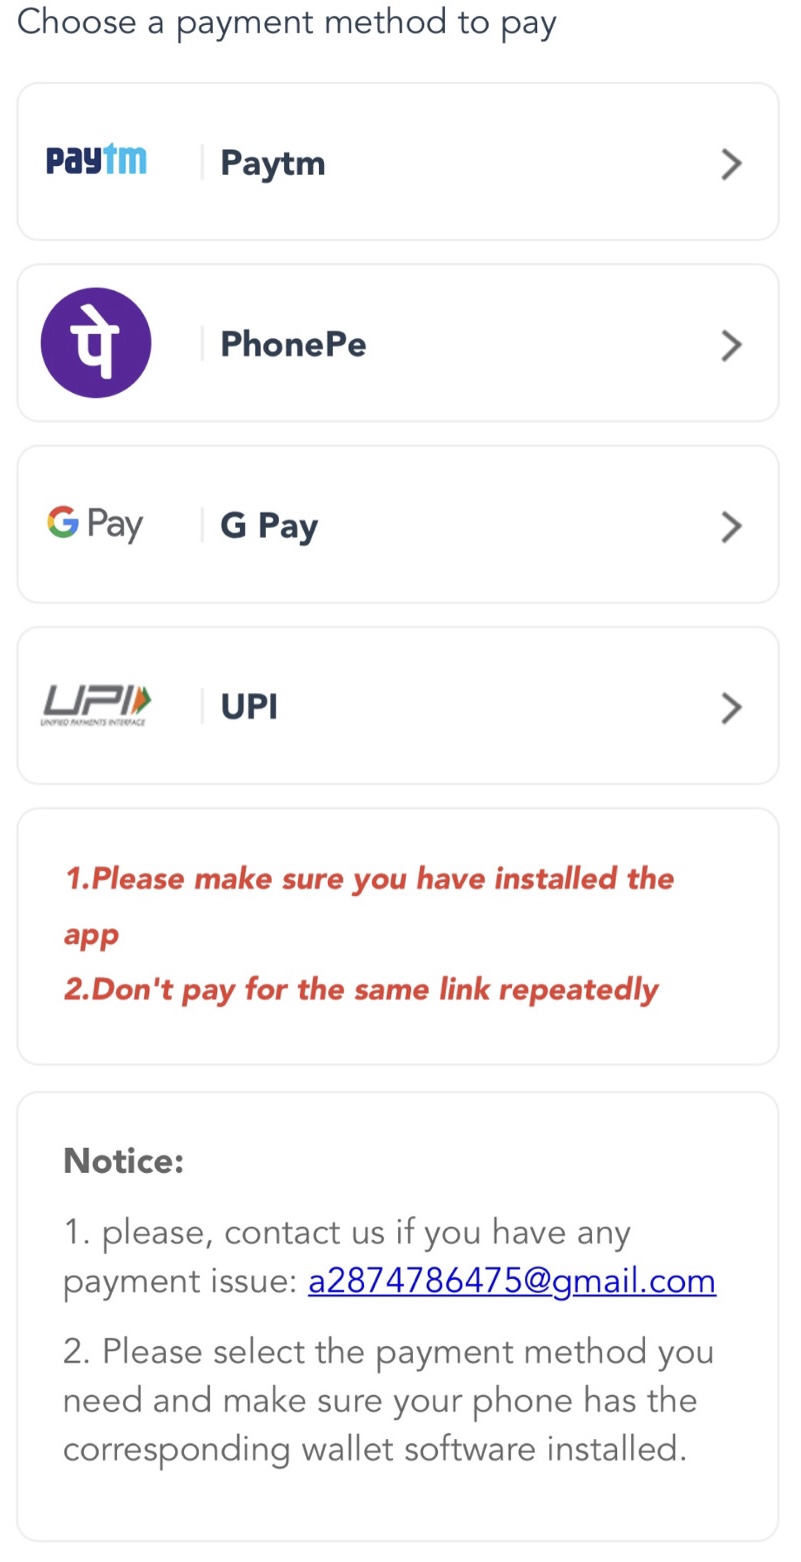 Choose a payment method to pay
paytm
Paytm
पे
PhonePe
G Pay
G Pay
UPI
UNIFIED PAYMENTS INTERFACE
UPI
1.Please make sure you have installed the
app
2.Don't pay for the same link repeatedly
Notice:
1. please, contact us if you have any
payment issue: a2874786475@gmail.com
2. Please select the payment method you
need and make sure your phone has the
corresponding wallet software installed.